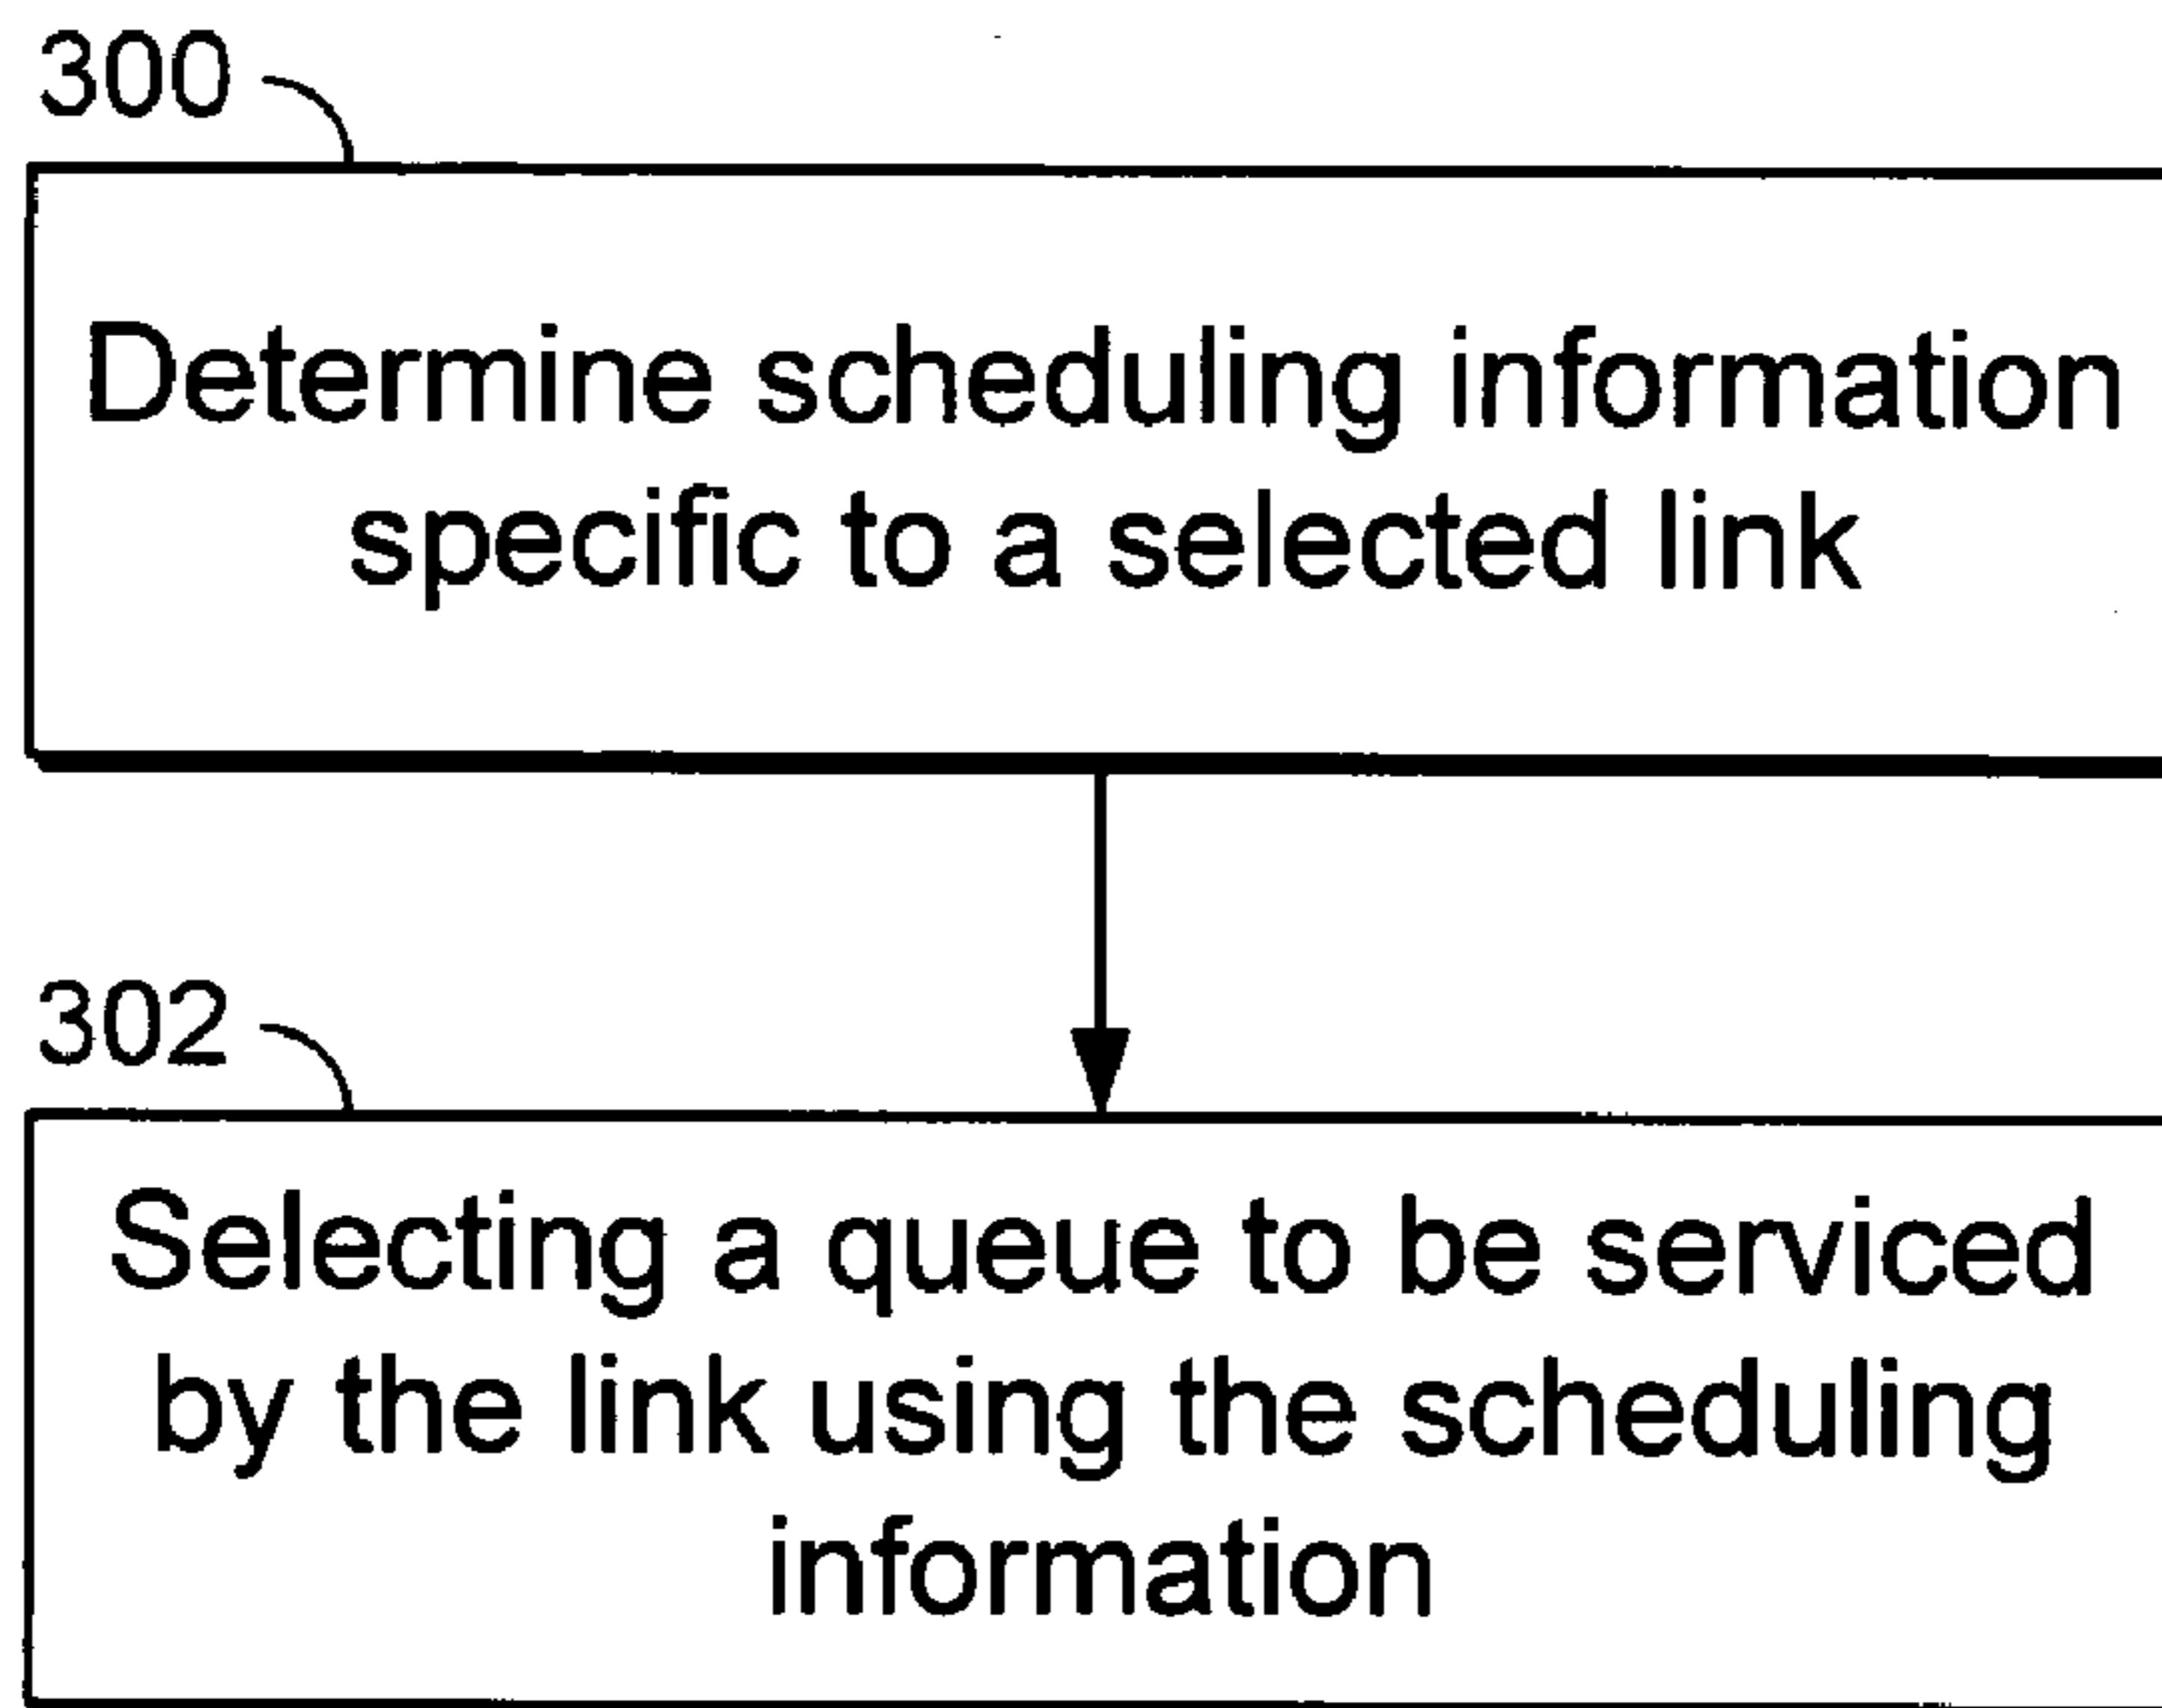 300
Determine scheduling information
specific to a selected link
302
Selecting a queue to be serviced
by the link using the scheduling
information